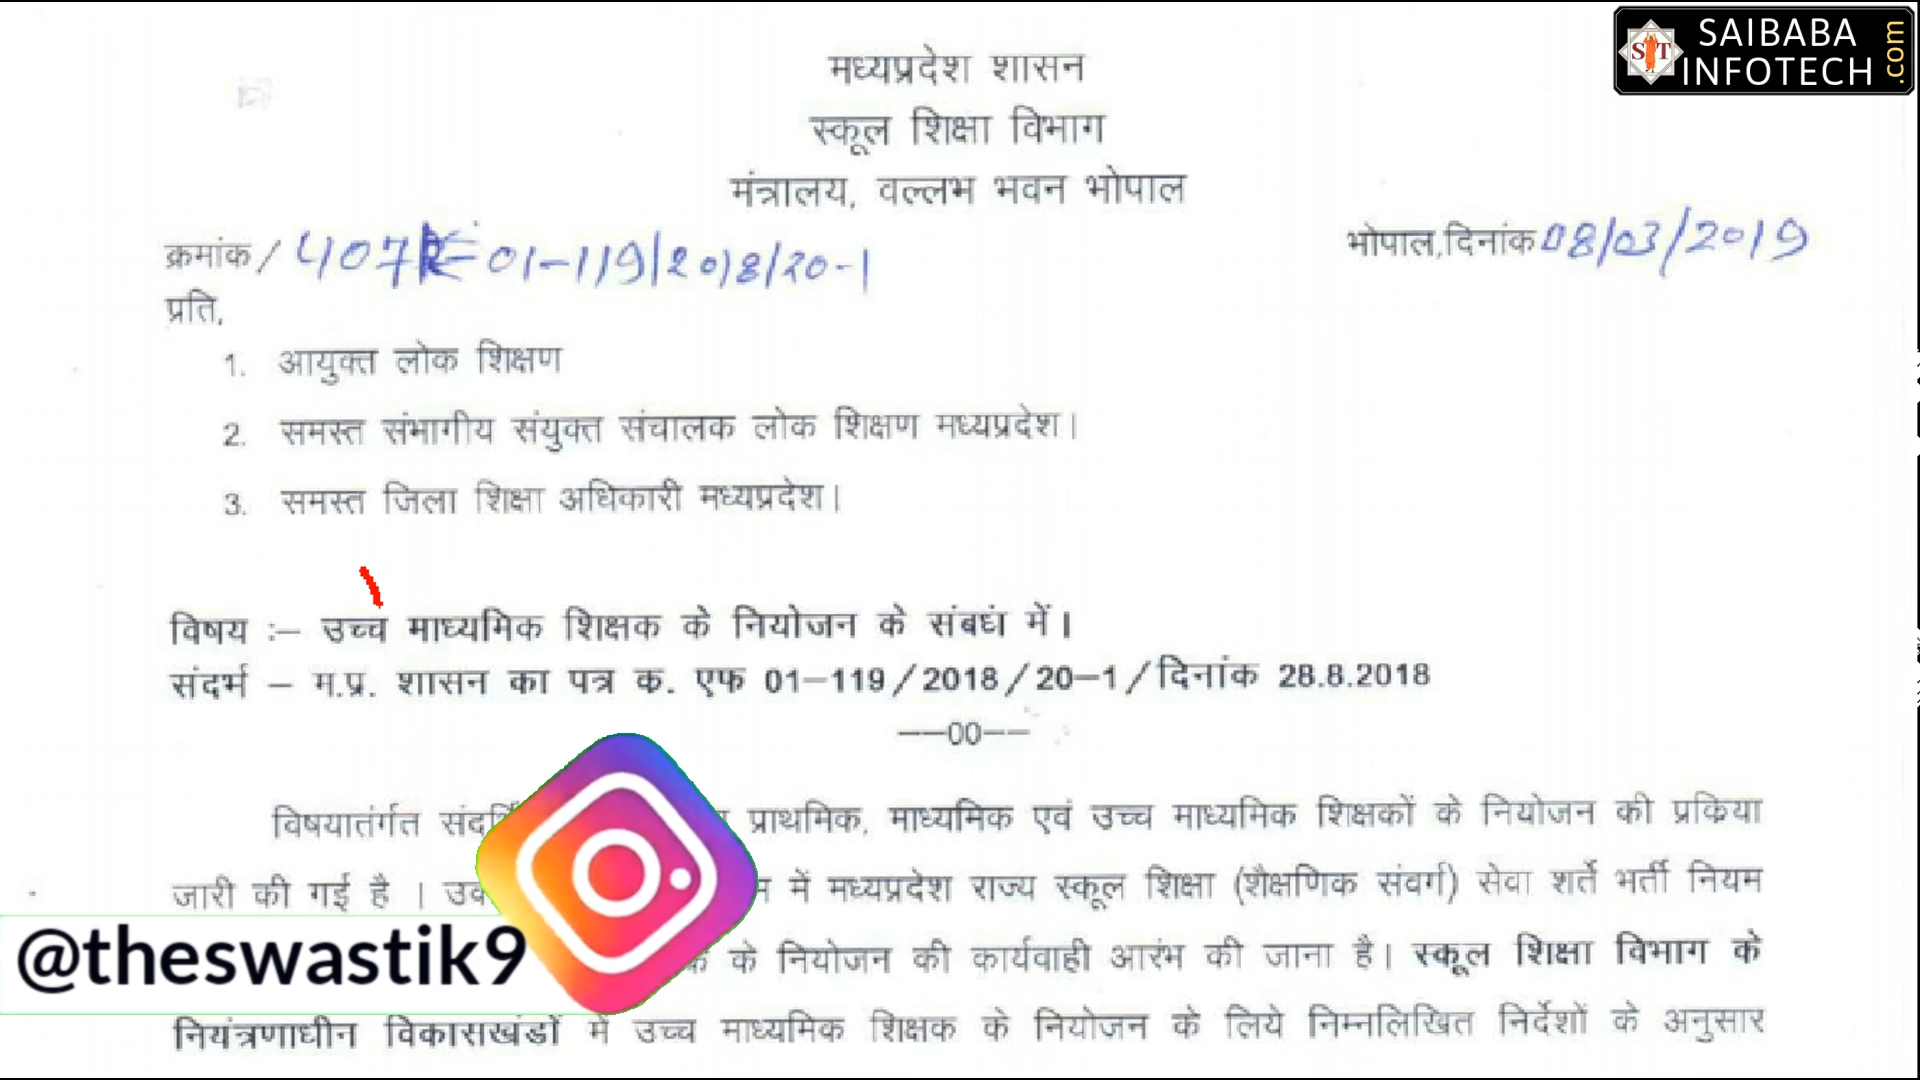 SAIBABA
INFOTECH
.com
ST
मध्यप्रदेश शासन
स्कूल शिक्षा विभाग
मंत्रालय, वल्लभ भवन भोपाल
क्रमांक / 407 01-119/2018/20-1
भोपाल,दिनांक 08/03/2019
प्रति,
1. आयुक्त लोक शिक्षण
2. समस्त संभागीय संयुक्त संचालक लोक शिक्षण मध्यप्रदेश।
3. समस्त जिला शिक्षा अधिकारी मध्यप्रदेश।
विषय :– उच्च माध्यमिक शिक्षक के नियोजन के संबधं में।
संदर्भ – म.प्र. शासन का पत्र क. एफ 01–119/2018/20–1/दिनांक 28.8.2018
––00––
विषयातंर्गत प्राथमिक, माध्यमिक एवं उच्च माध्यमिक शिक्षकों के नियोजन की प्रकिया
जारी की गई है । में मध्यप्रदेश राज्य स्कूल शिक्षा (शैक्षणिक संवर्ग) सेवा शर्ते भर्ती नियम
@theswastik9 के नियोजन की कार्यवाही आरंभ की जाना है। स्कूल शिक्षा विभाग के
नियंत्रणाधीन विकासखंडों में उच्च माध्यमिक शिक्षक के नियोजन के लिये निम्नलिखित निर्देशों के अनुसार